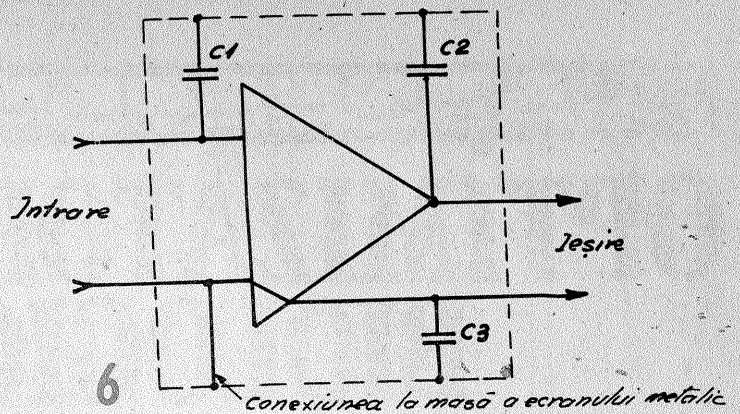 C1
C2
Intrare
Ieșire
C3
6
Conexiunea la masă a ecranului metalic